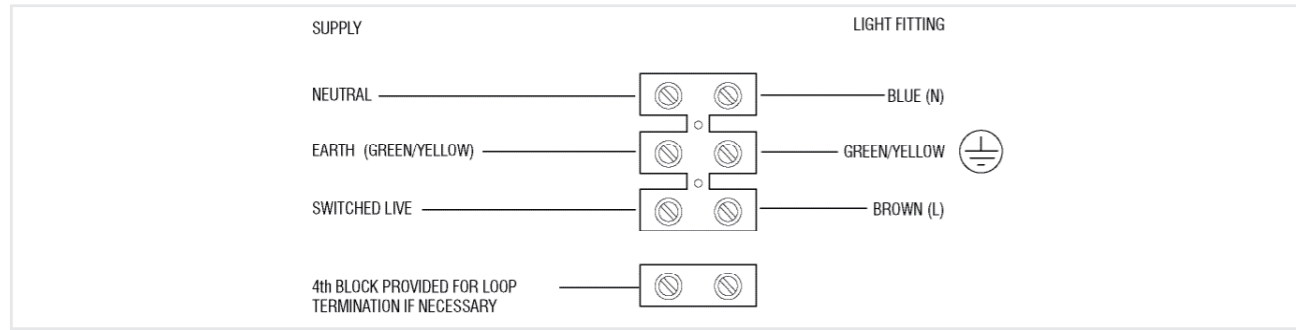 SUPPLY
LIGHT FITTING
NEUTRAL
BLUE (N)
EARTH (GREEN/YELLOW)
GREEN/YELLOW
SWITCHED LIVE
BROWN (L)
4th BLOCK PROVIDED FOR LOOP
TERMINATION IF NECESSARY